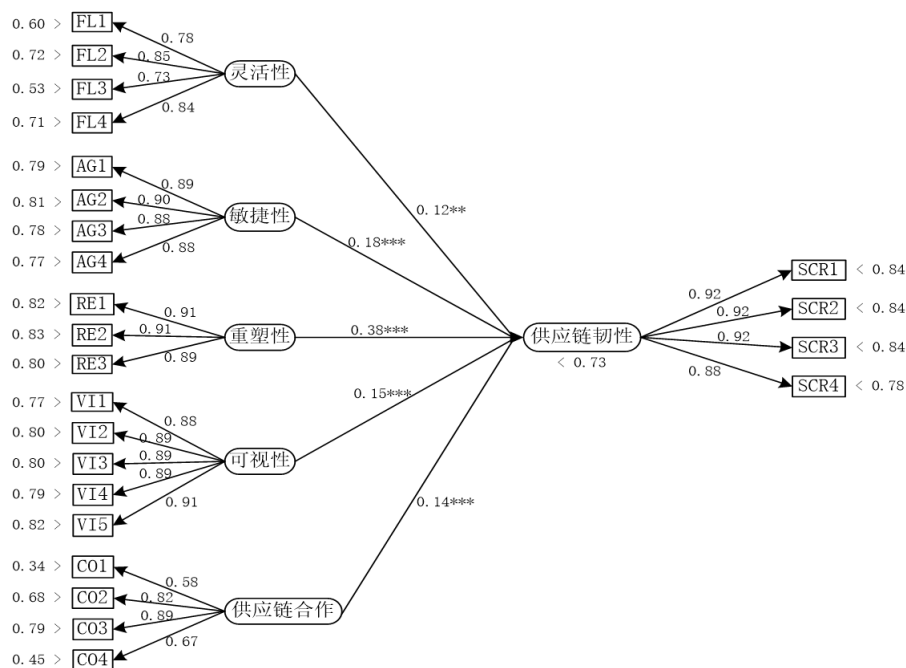 0.60 > FL1
0.78
0.72 > FL2
0.85
灵活性
0.53 > FL3
0.73
0.84
0.71 > FL4
0.79 > AG1
0.89
0.81 > AG2
0.90
敏捷性
0.78 > AG3
0.88
0.88
0.77 > AG4
0.82 > RE1
0.91
0.83 > RE2
0.91
重塑性
0.80 > RE3
0.89
0.77 > VI1
0.88
0.80 > VI2
0.89
可视性
0.80 > VI3
0.89
0.79 > VI4
0.89
0.91
0.82 > VI5
0.34 > CO1
0.58
0.68 > CO2
0.82
供应链合作
0.79 > CO3
0.89
0.67
0.45 > CO4
0.12**
0.18***
0.38***
0.15***
0.14***
供应链韧性
< 0.73
0.92
SCR1 < 0.84
0.92
SCR2 < 0.84
0.92
SCR3 < 0.84
0.88
SCR4 < 0.78